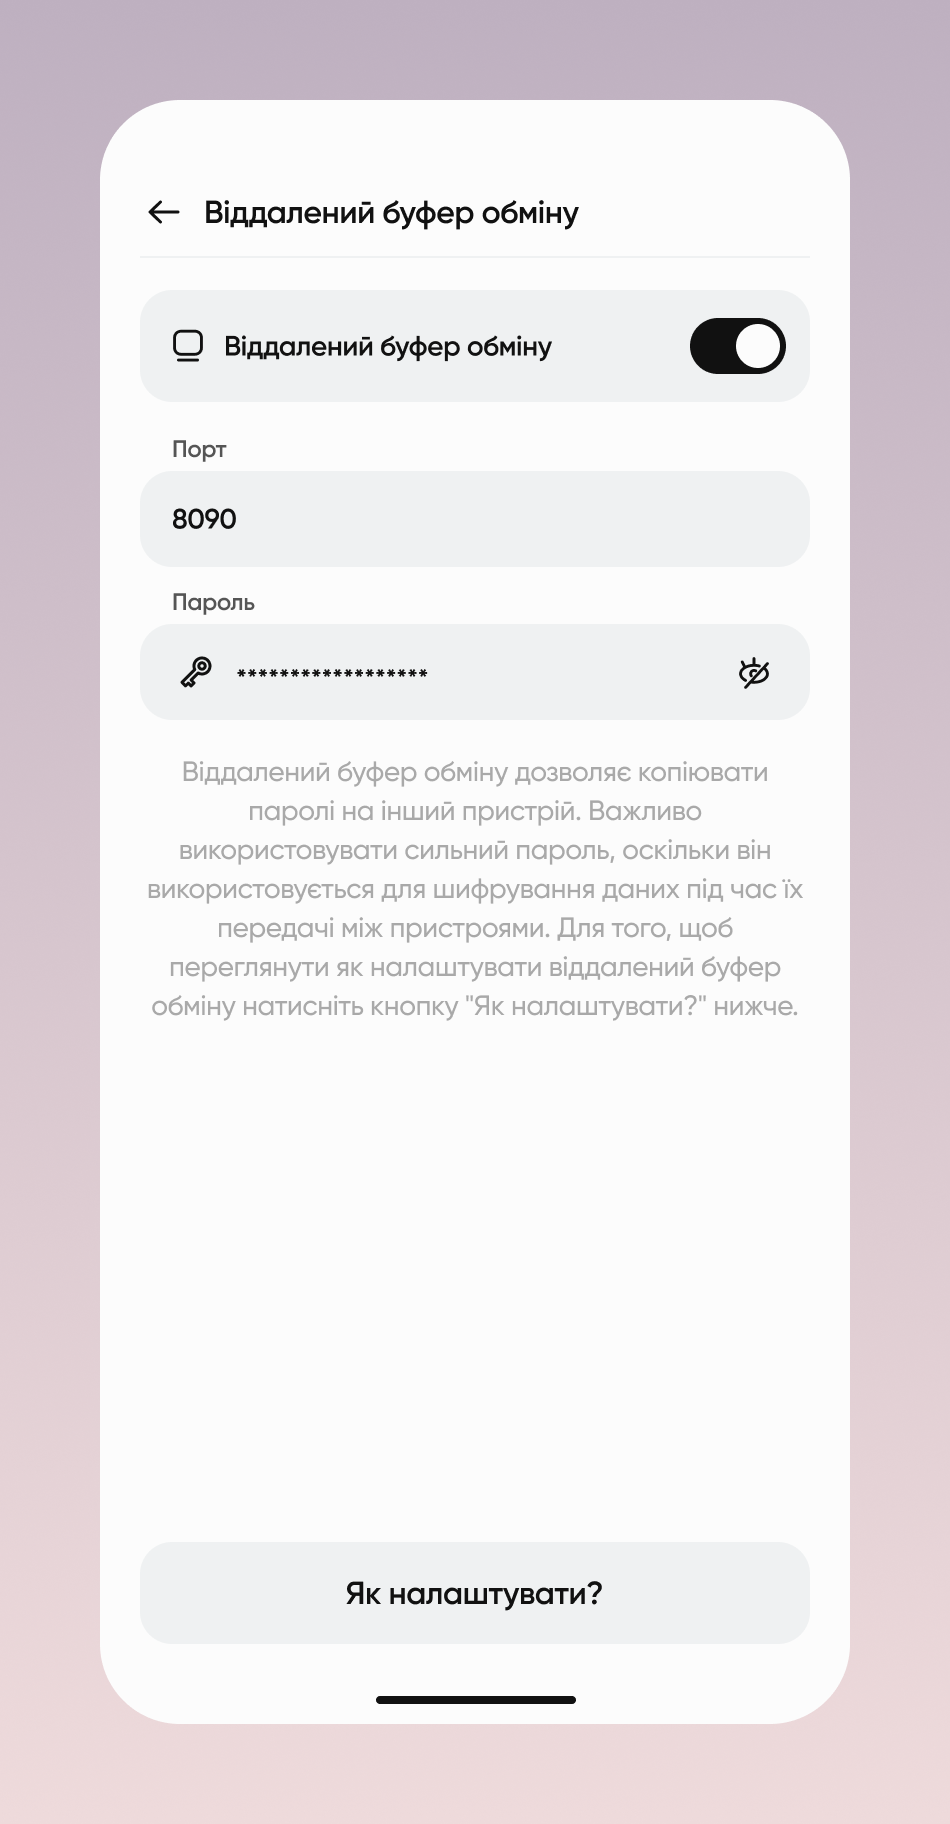 Віддалений буфер обміну
Віддалений буфер обміну
Порт
8090
Пароль
******************
Віддалений буфер обміну дозволяє копіювати
паролі на інший пристрій. Важливо
використовувати сильний пароль, оскільки він
використовується для шифрування даних під час їх
передачі між пристроями. Для того, щоб
переглянути як налаштувати віддалений буфер
обміну натисніть кнопку "Як налаштувати?" нижче.
Як налаштувати?